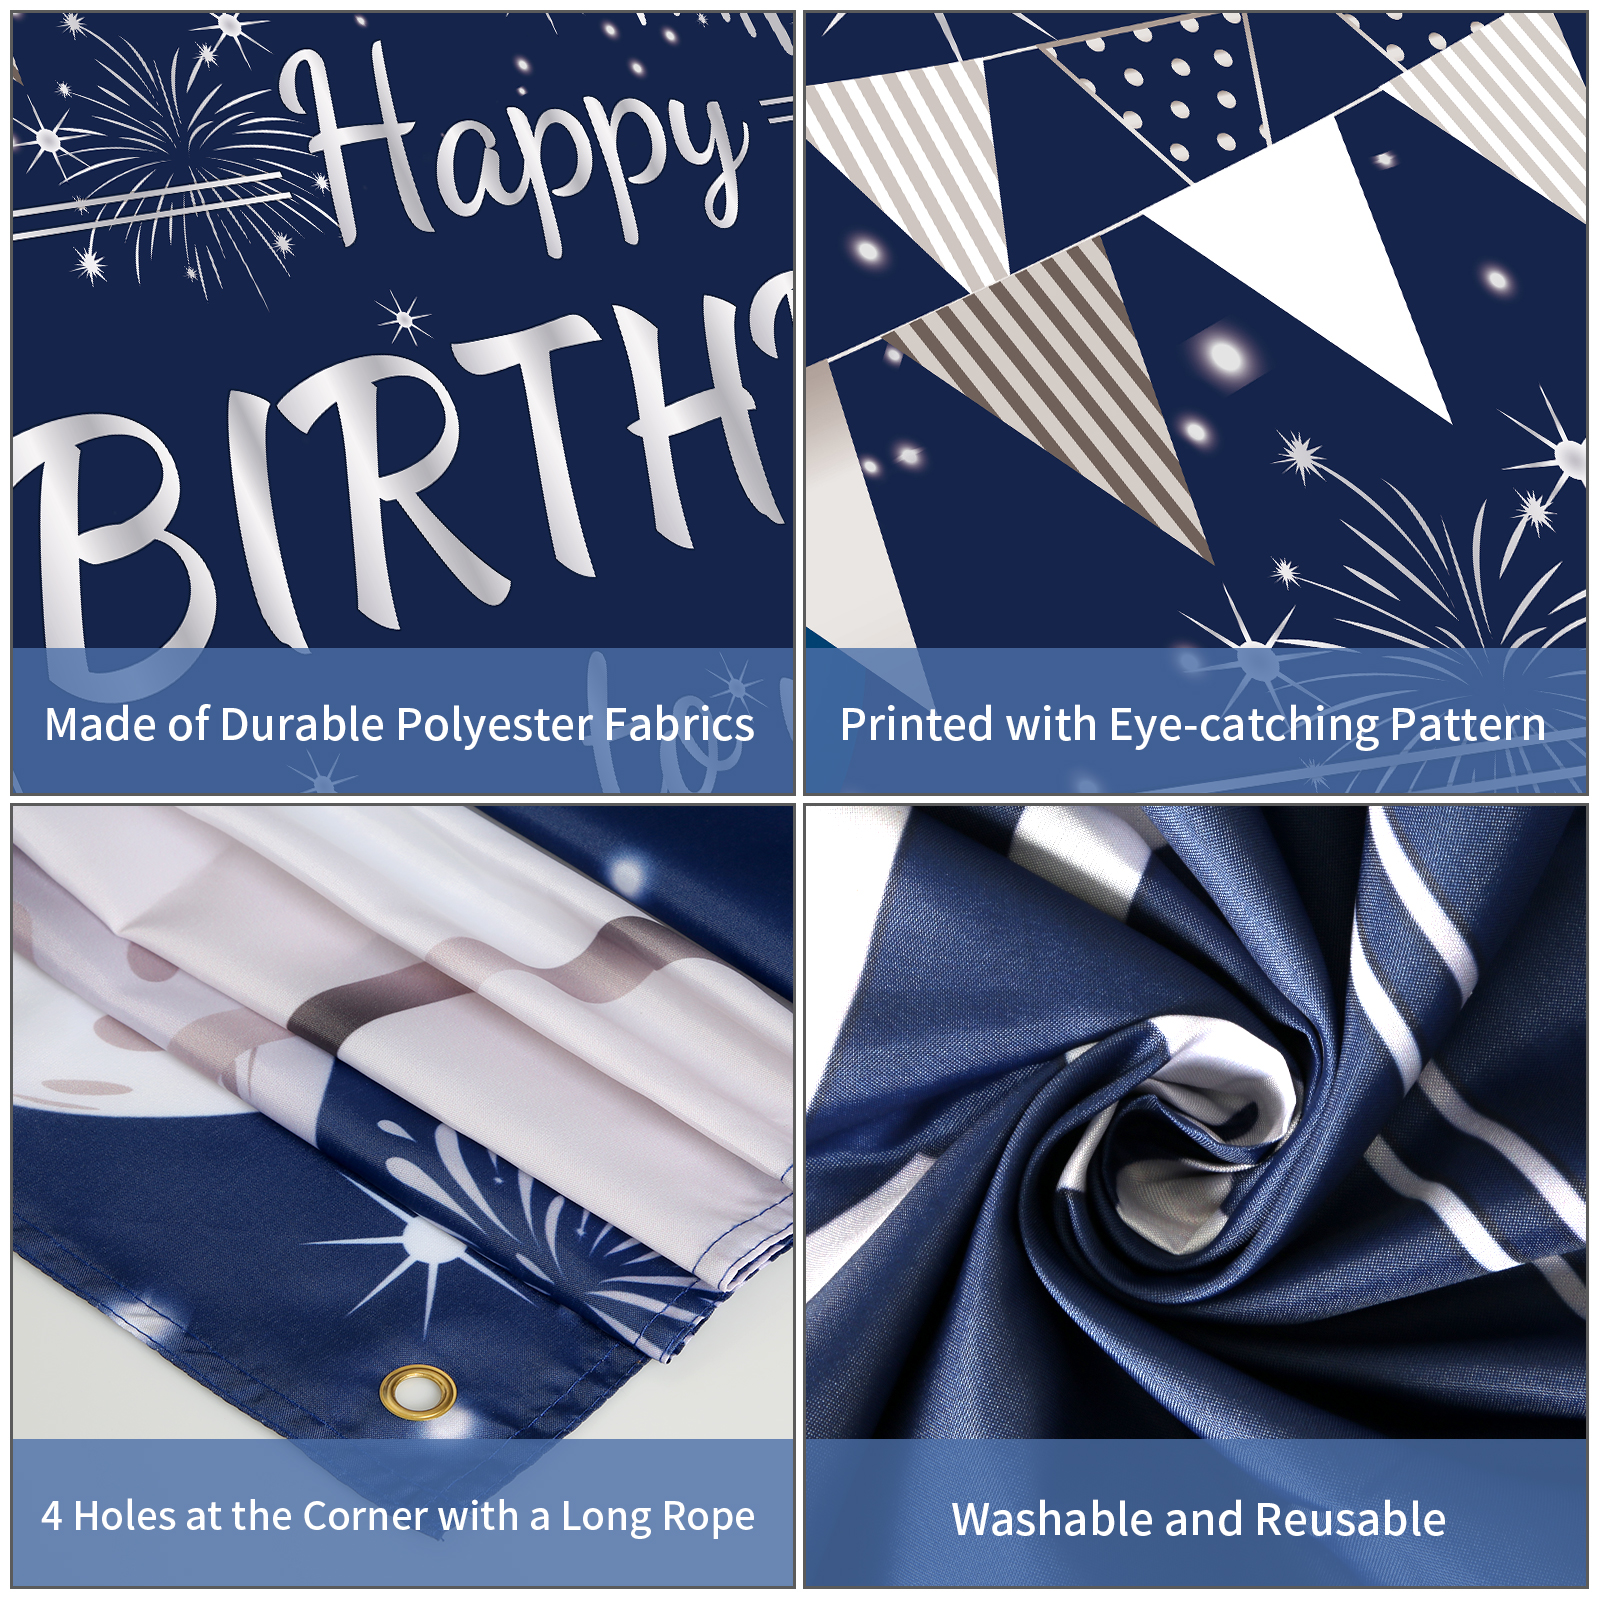 Happy
BIRTH
to
Made of Durable Polyester Fabrics
Printed with Eye-catching Pattern
4 Holes at the Corner with a Long Rope
Washable and Reusable